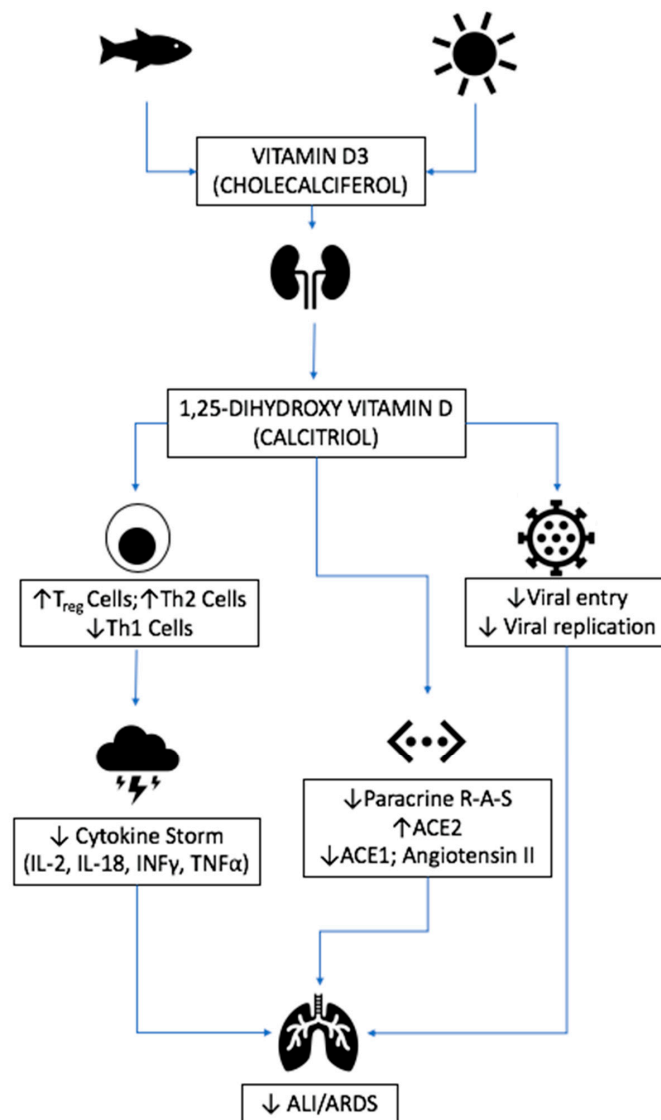 VITAMIN D3
(CHOLECALCIFEROL)
1,25-DIHYDROXY VITAMIN D
(CALCITRIOL)
↑Treg Cells;↑Th2 Cells
↓Th1 Cells
↓Viral entry
↓ Viral replication
↓ Cytokine Storm
(IL-2, IL-18, INFγ, TNFα)
↓Paracrine R-A-S
↑ACE2
↓ACE1; Angiotensin II
↓ ALI/ARDS